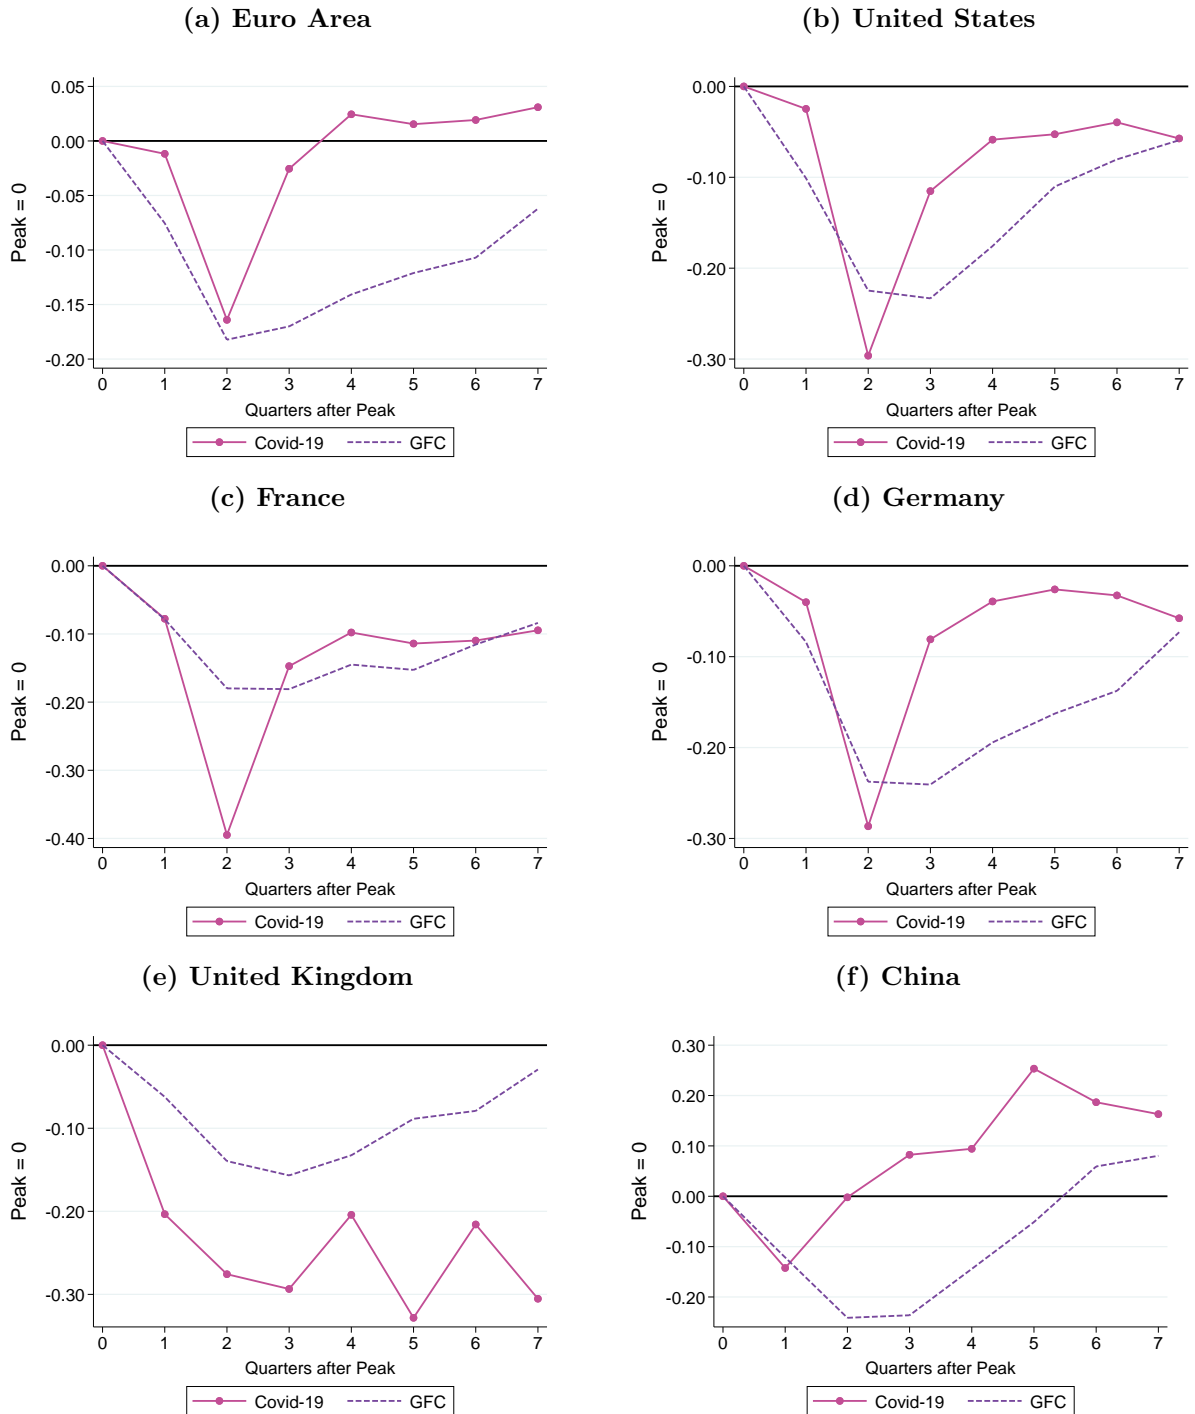 (a) Euro Area
Peak = 0
0.05
0.00
-0.05
-0.10
-0.15
-0.20
0 1 2 3 4 5 6 7
Quarters after Peak
Covid-19 GFC
(b) United States
Peak = 0
0.00
-0.10
-0.20
-0.30
0 1 2 3 4 5 6 7
Quarters after Peak
Covid-19 GFC
(c) France
Peak = 0
0.00
-0.10
-0.20
-0.30
-0.40
0 1 2 3 4 5 6 7
Quarters after Peak
Covid-19 GFC
(d) Germany
Peak = 0
0.00
-0.10
-0.20
-0.30
0 1 2 3 4 5 6 7
Quarters after Peak
Covid-19 GFC
(e) United Kingdom
Peak = 0
0.00
-0.10
-0.20
-0.30
0 1 2 3 4 5 6 7
Quarters after Peak
Covid-19 GFC
(f) China
Peak = 0
0.30
0.20
0.10
0.00
-0.10
-0.20
0 1 2 3 4 5 6 7
Quarters after Peak
Covid-19 GFC